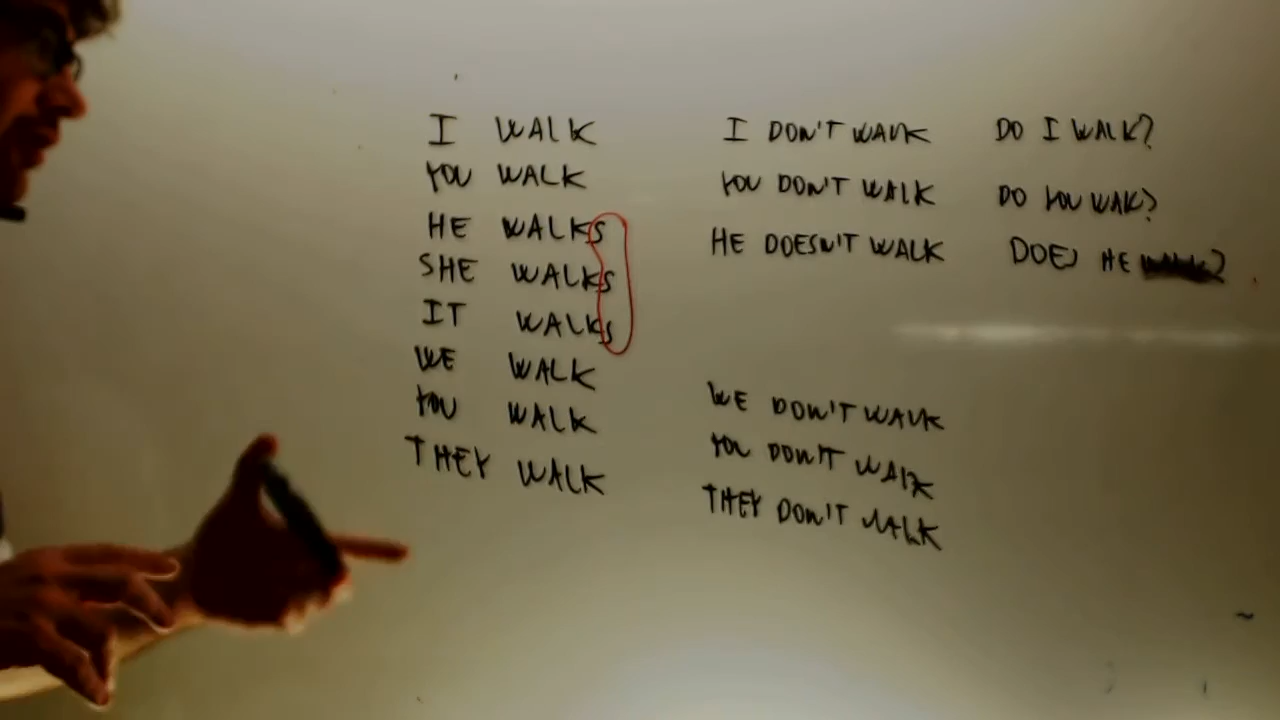 I WALK
YOU WALK
HE WALKS
SHE WALKS
IT WALKS
WE WALK
YOU WALK
THEY WALK
I DON'T WALK
YOU DON'T WALK
HE DOESN'T WALK
WE DON'T WALK
YOU DON'T WALK
THEY DON'T WALK
DO I WALK?
DO YOU WAK?
DOES HE ?